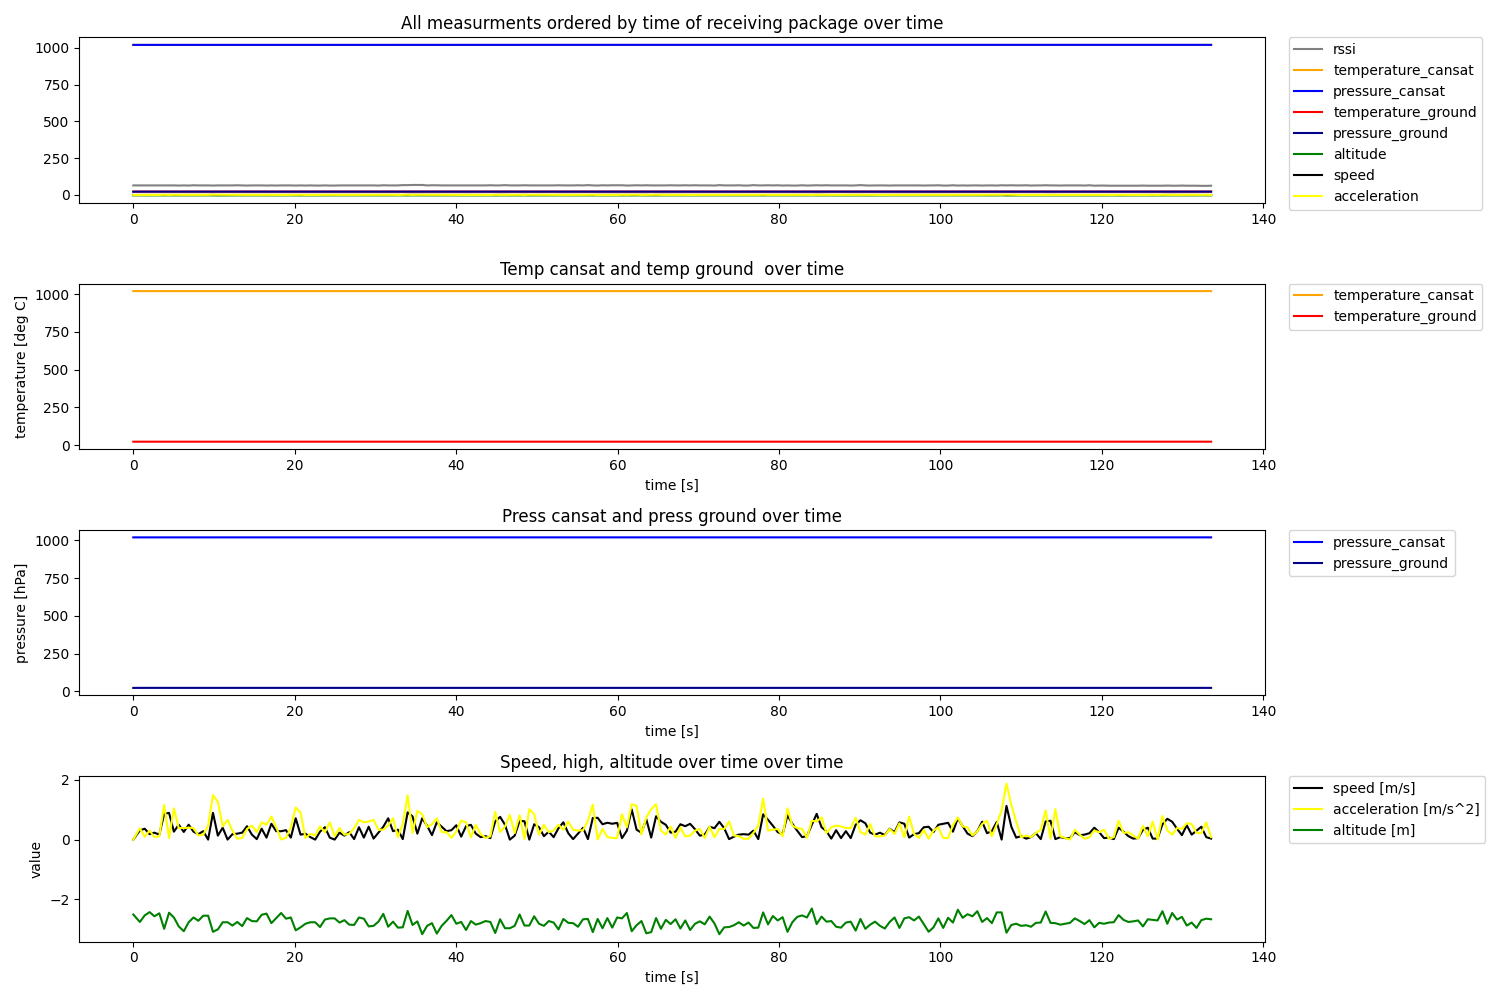 All measurments ordered by time of receiving package over time
1000
750
500
250
0
0 20 40 60 80 100 120 140
rssi
temperature_cansat
pressure_cansat
temperature_ground
pressure_ground
altitude
speed
acceleration
Temp cansat and temp ground  over time
temperature [deg C]
1000
750
500
250
0
0 20 40 60 80 100 120 140
time [s]
temperature_cansat
temperature_ground
Press cansat and press ground over time
pressure [hPa]
1000
750
500
250
0
0 20 40 60 80 100 120 140
time [s]
pressure_cansat
pressure_ground
Speed, high, altitude over time over time
value
2
0
−2
0 20 40 60 80 100 120 140
time [s]
speed [m/s]
acceleration [m/s^2]
altitude [m]